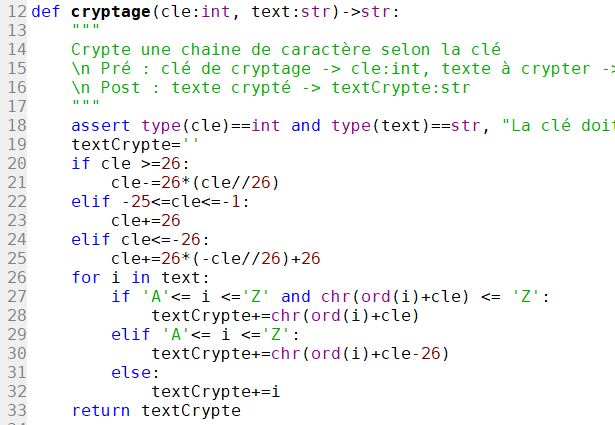 12 def cryptage(cle:int, text:str)->str:
13     """
14     Crypte une chaine de caractère selon la clé
15     \n Pré : clé de cryptage -> cle:int, texte à crypter ->
16     \n Post : texte crypté -> textCrypte:str
17     """
18     assert type(cle)==int and type(text)==str, "La clé doit
19     textCrypte=''
20     if cle >=26:
21         cle-=26*(cle//26)
22     elif -25<=cle<=-1:
23         cle+=26
24     elif cle<=-26:
25         cle+=26*(-cle//26)+26
26     for i in text:
27         if 'A'<= i <='Z' and chr(ord(i)+cle) <= 'Z':
28             textCrypte+=chr(ord(i)+cle)
29         elif 'A'<= i <='Z':
30             textCrypte+=chr(ord(i)+cle-26)
31         else:
32             textCrypte+=i
33     return textCrypte